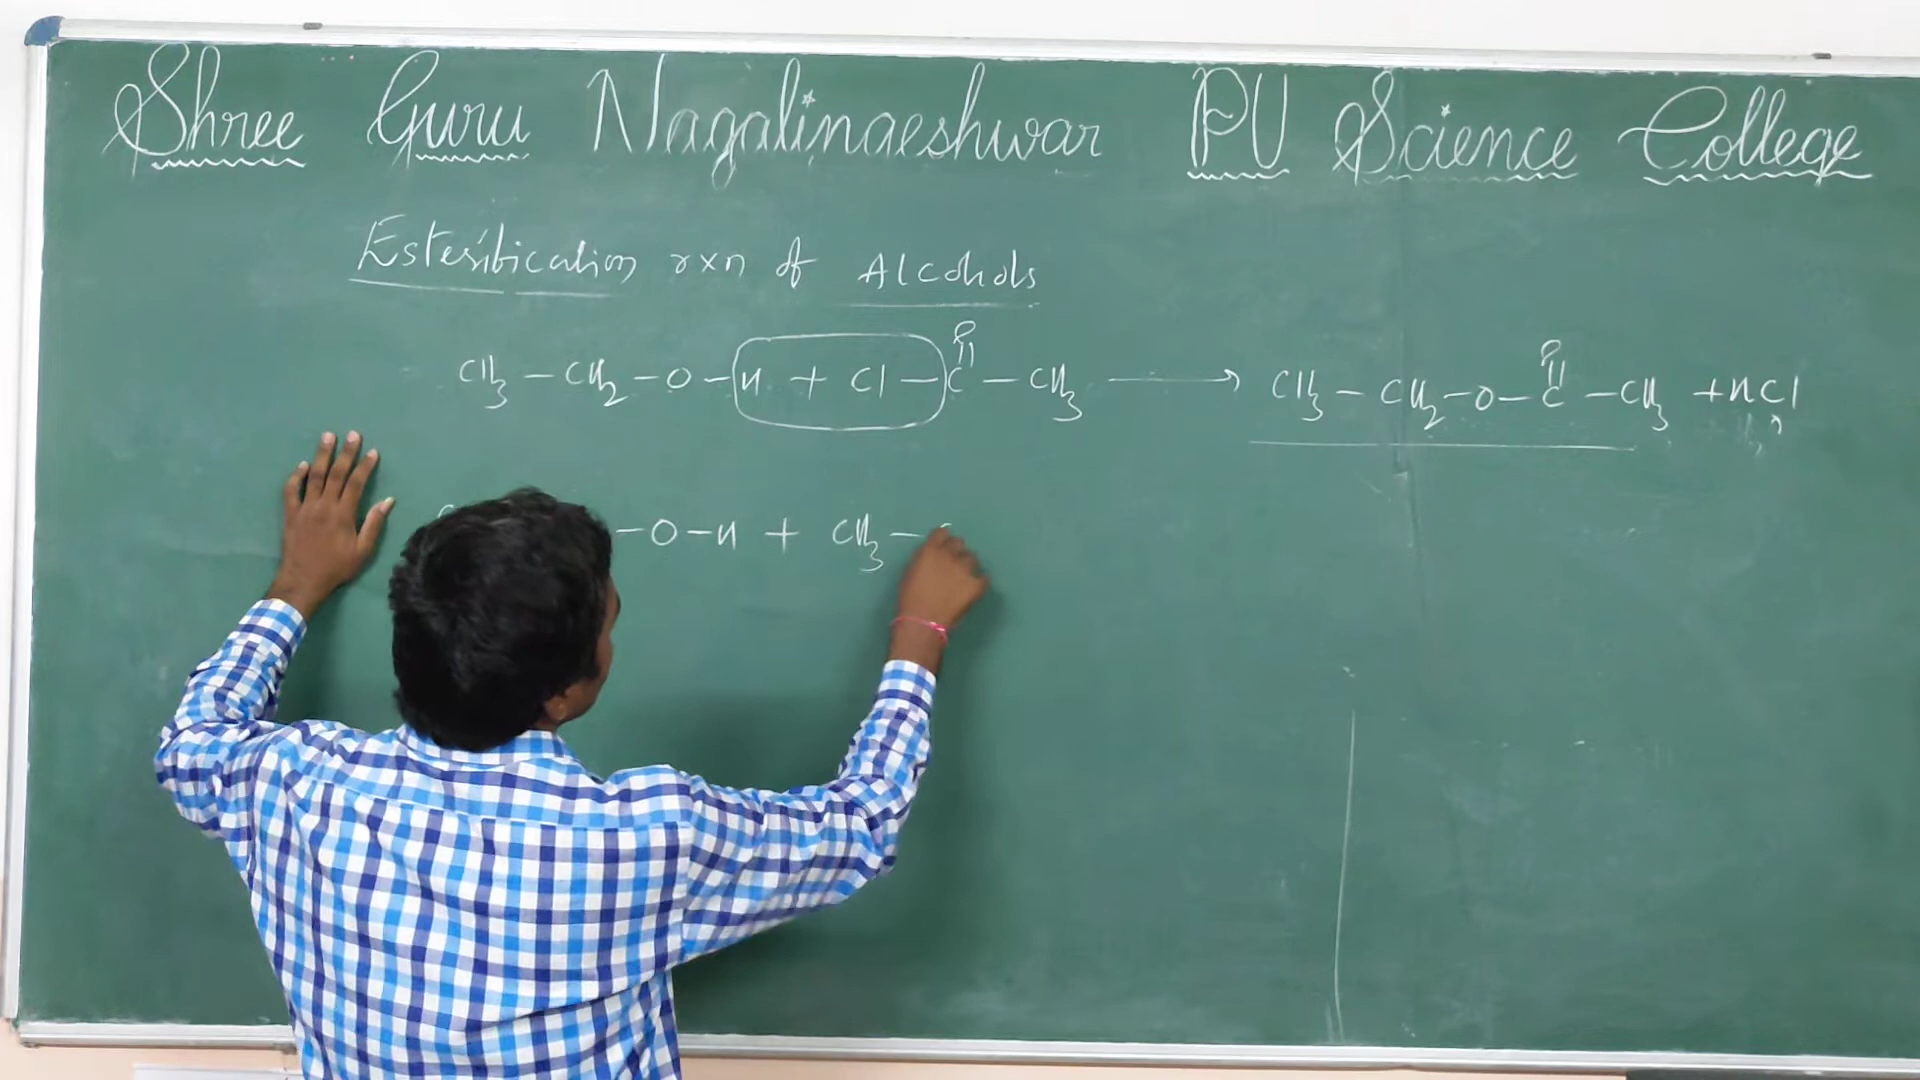 Shree Guru Nagalinaeshwar PU Science College
Esterification rxn of Alcohols
CH₃ – CH₂ – O – H + Cl – C(=O) – CH₃ → CH₃ – CH₂ – O – C(=O) – CH₃ + HCl
– O – H + CH₃ –